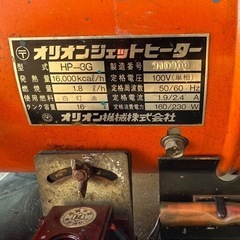 〒 オリオンジェットヒーター
型式 HP-3G 製造番号
発熱量 16,000kcal/h 定格電圧 100V(単相)
燃焼量 1.8 ℓ/h 定格周波数 50/60 Hz
使用燃料 白灯油 定格電流 1.9/2.4 A
タンク容量 16 定格消費電力 160/230 W
オリオン機械株式会社